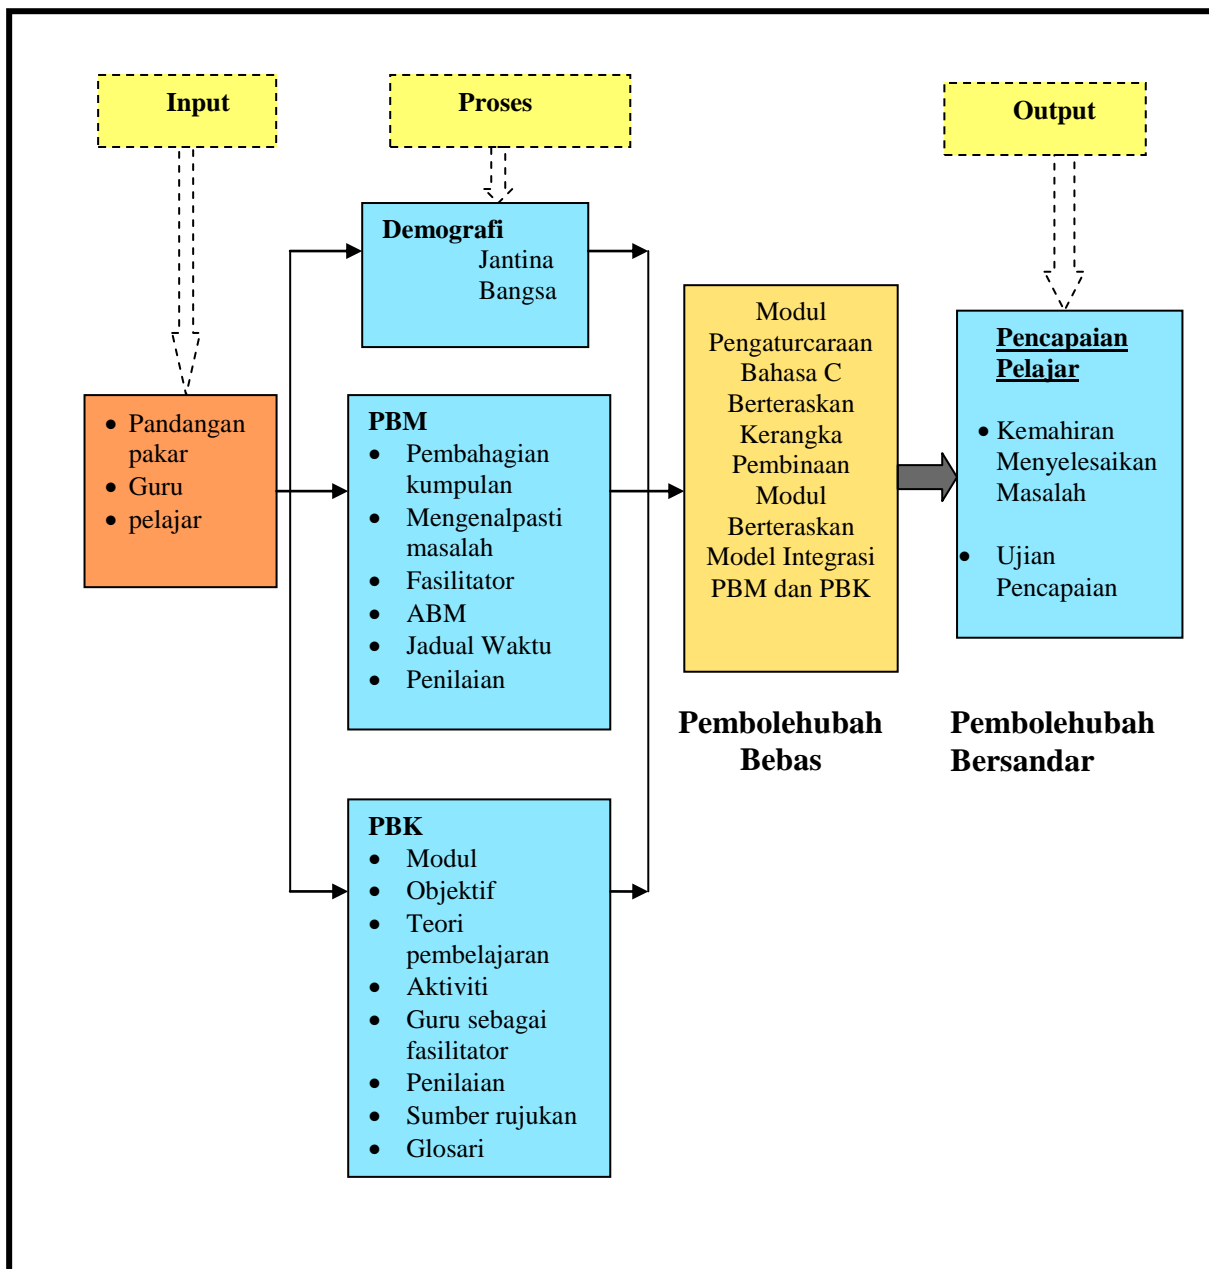 Input
Proses
Output
Demografi
Jantina
Bangsa
• Pandangan
pakar
• Guru
• pelajar
PBM
• Pembahagian
kumpulan
• Mengenalpasti
masalah
• Fasilitator
• ABM
• Jadual Waktu
• Penilaian
PBK
• Modul
• Objektif
• Teori
pembelajaran
• Aktiviti
• Guru sebagai
fasilitator
• Penilaian
• Sumber rujukan
• Glosari
Modul
Pengaturcaraan
Bahasa C
Berteraskan
Kerangka
Pembinaan
Modul
Berteraskan
Model Integrasi
PBM dan PBK
Pembolehubah
Bebas
Pencapaian
Pelajar
• Kemahiran
Menyelesaikan
Masalah
• Ujian
Pencapaian
Pembolehubah
Bersandar